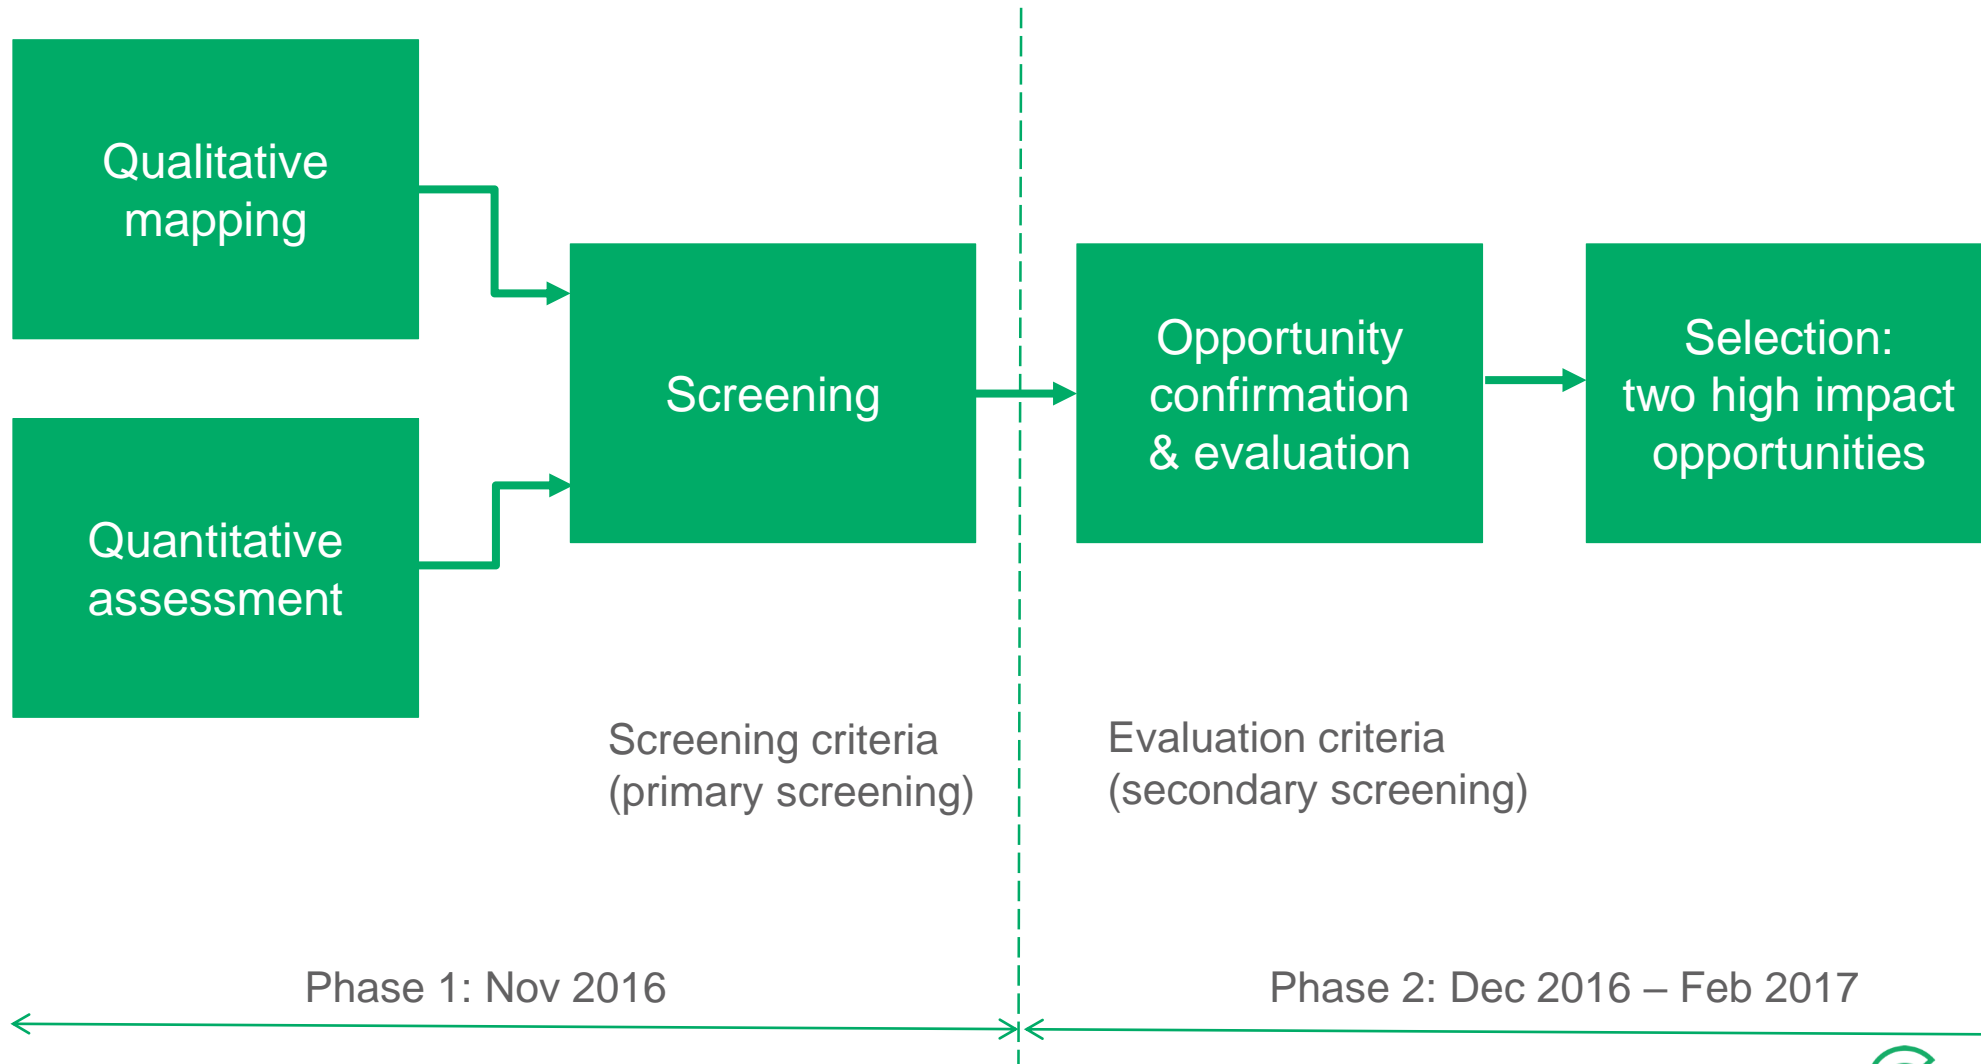 Qualitative
mapping
Quantitative
assessment
Screening
Opportunity
confirmation
& evaluation
Selection:
two high impact
opportunities
Screening criteria
(primary screening)
Evaluation criteria
(secondary screening)
Phase 1: Nov 2016
Phase 2: Dec 2016 – Feb 2017